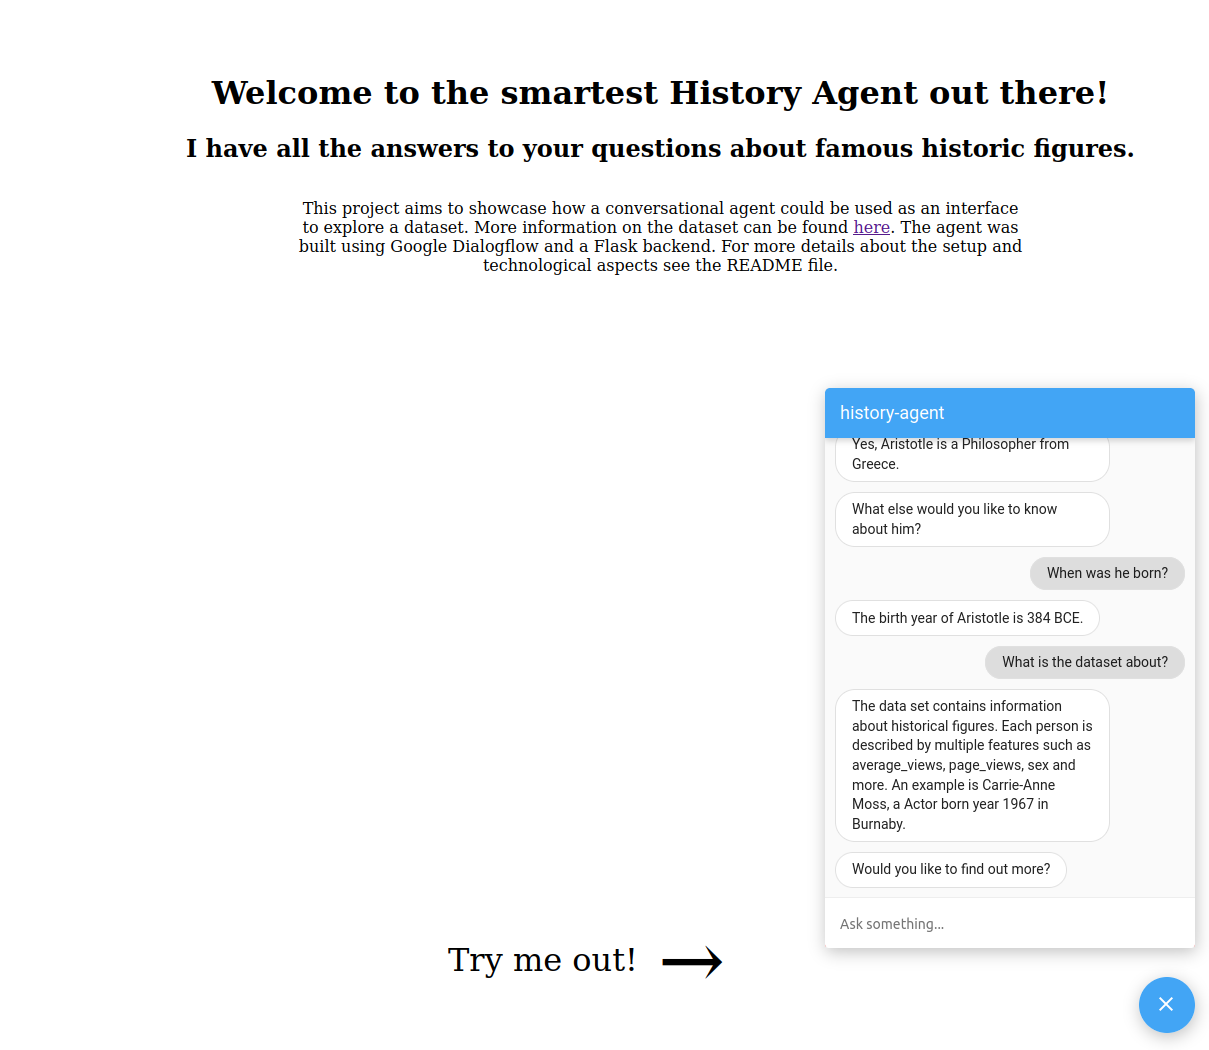 Welcome to the smartest History Agent out there!
I have all the answers to your questions about famous historic figures.
This project aims to showcase how a conversational agent could be used as an interface
to explore a dataset. More information on the dataset can be found here. The agent was
built using Google Dialogflow and a Flask backend. For more details about the setup and
technological aspects see the README file.
history-agent
Yes, Aristotle is a Philosopher from
Greece.
What else would you like to know
about him?
When was he born?
The birth year of Aristotle is 384 BCE.
What is the dataset about?
The data set contains information
about historical figures. Each person is
described by multiple features such as
average_views, page_views, sex and
more. An example is Carrie-Anne
Moss, a Actor born year 1967 in
Burnaby.
Would you like to find out more?
Ask something...
Try me out!